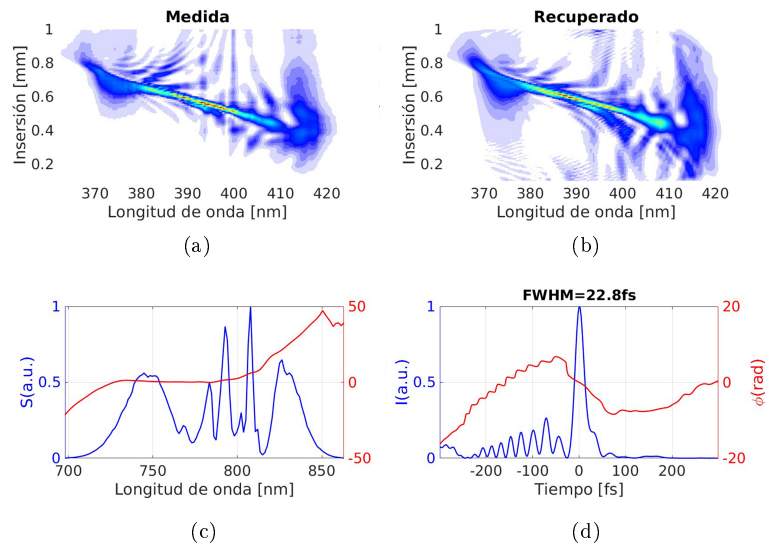 Medida
Recuperado
1
0.8
0.6
0.4
0.2
Insersión [mm]
370 380 390 400 410 420
Longitud de onda [nm]
1
0.8
0.6
0.4
0.2
Insersión [mm]
370 380 390 400 410 420
Longitud de onda [nm]
(a)
(b)
1
0.5
0
S(a.u.)
50
0
-50
700 750 800 850
Longitud de onda [nm]
FWHM=22.8fs
1
0.5
0
I(a.u.)
20
0
-20
ϕ(rad)
-200 -100 0 100 200
Tiempo [fs]
(c)
(d)